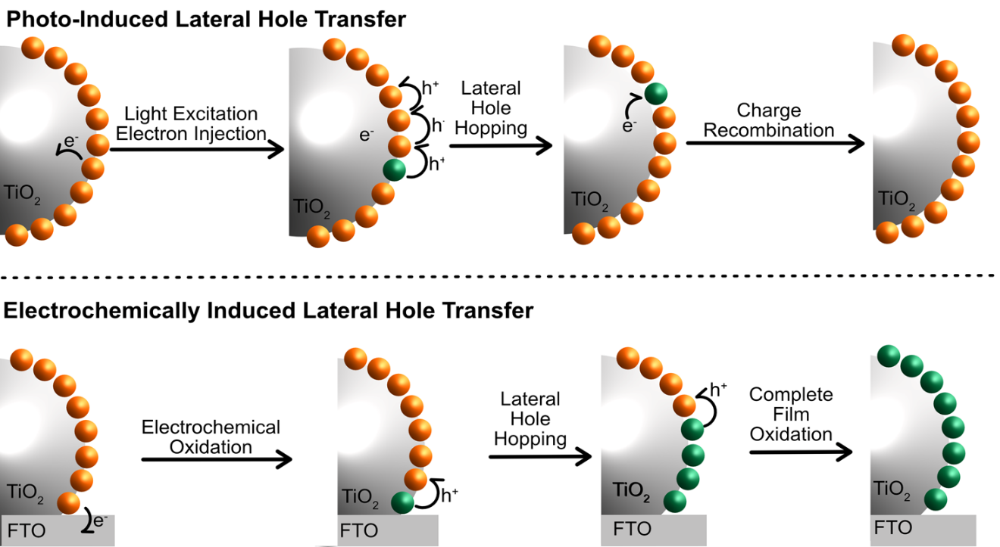 Photo-Induced Lateral Hole Transfer
Light Excitation
Electron Injection
Lateral
Hole
Hopping
Charge
Recombination
e-
TiO2
h+
h-
h+
e-
TiO2
e-
TiO2
TiO2
Electrochemically Induced Lateral Hole Transfer
Electrochemical
Oxidation
Lateral
Hole
Hopping
Complete
Film
Oxidation
TiO2
e-
FTO
h+
TiO2
FTO
h+
TiO2
FTO
TiO2
FTO